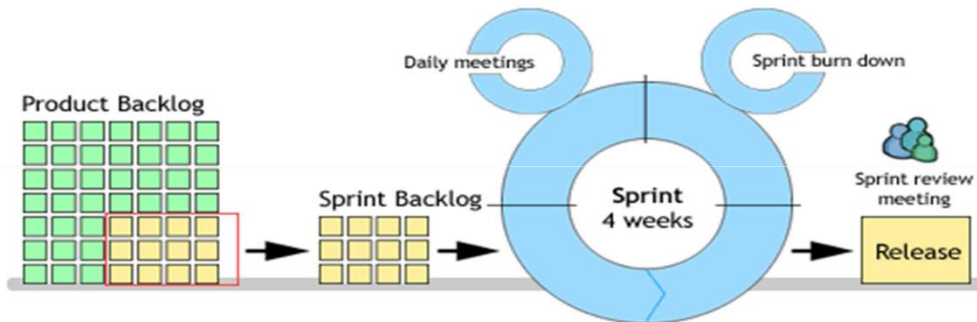 Daily meetings
Sprint burn down
Product Backlog
Sprint Backlog
Sprint
4 weeks
Sprint review
meeting
Release